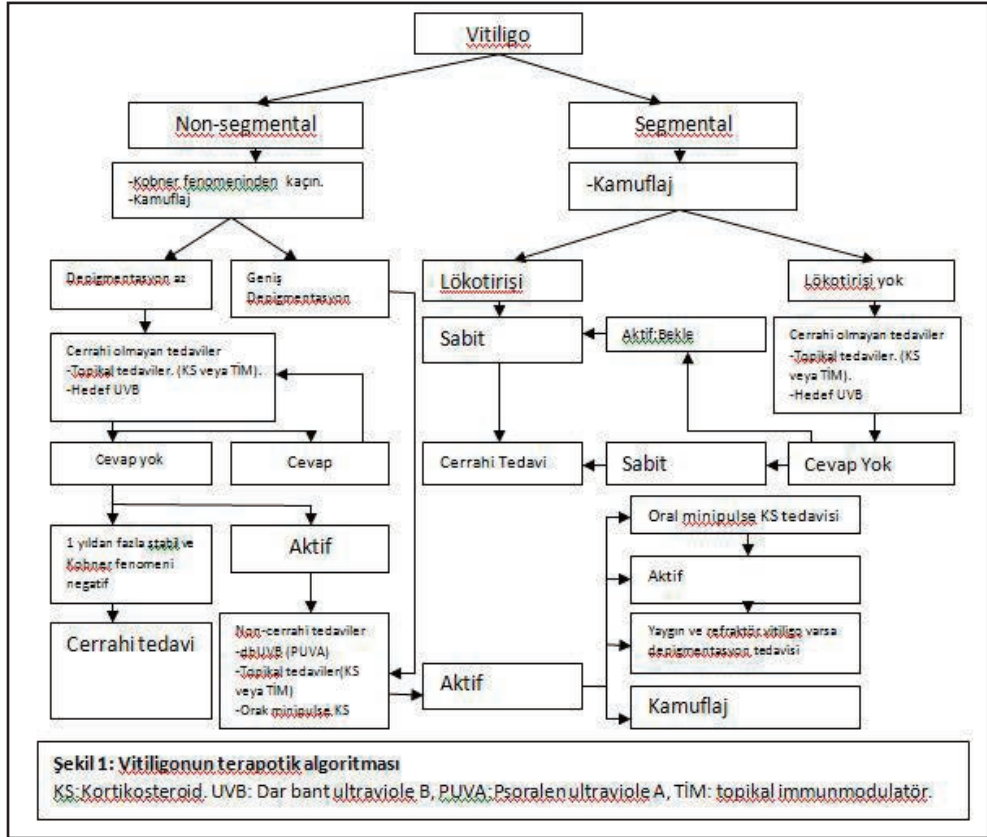 Vitiligo
Non-segmental
Segmental
-Kobner fenomeninden kaçın.
-Kamuflaj
-Kamuflaj
Depigmentasyon az
Geniş
Depigmentasyon
Lökotirişi
Lökotirişi yok
Cerrahi olmayan tedaviler
-Topikal tedaviler. (KS veya TİM).
-Hedef UVB
Sabit
Aktif:Bekle
Cerrahi olmayan tedaviler
-Topikal tedaviler. (KS
veya TİM).
-Hedef UVB
Cevap yok
Cevap
Cerrahi Tedavi
Sabit
Cevap Yok
1 yıldan fazla stabil ve
Kobner fenomeni
negatif
Aktif
Oral minipulse KS tedavisi
Aktif
Cerrahi tedavi
Non-cerrahi tedaviler
-dbUVB (PUVA)
-Topikal tedaviler(KS
veya TİM)
-Orak minipulse KS
Aktif
Yaygın ve refraktör vitiligo varsa
depigmentasyon tedavisi
Kamuflaj
Şekil 1: Vitiligonun terapotik algoritması
KS:Kortikosteroid. UVB: Dar bant ultraviole B, PUVA:Psoralen ultraviole A, TİM: topikal immunmodulatör.